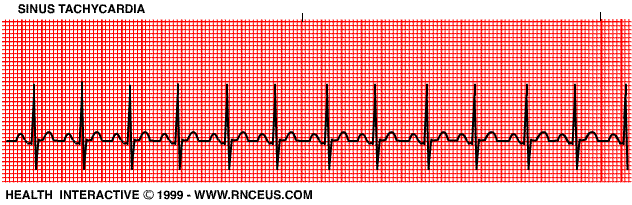 SINUS TACHYCARDIA
HEALTH INTERACTIVE © 1999 - WWW.RNCEUS.COM